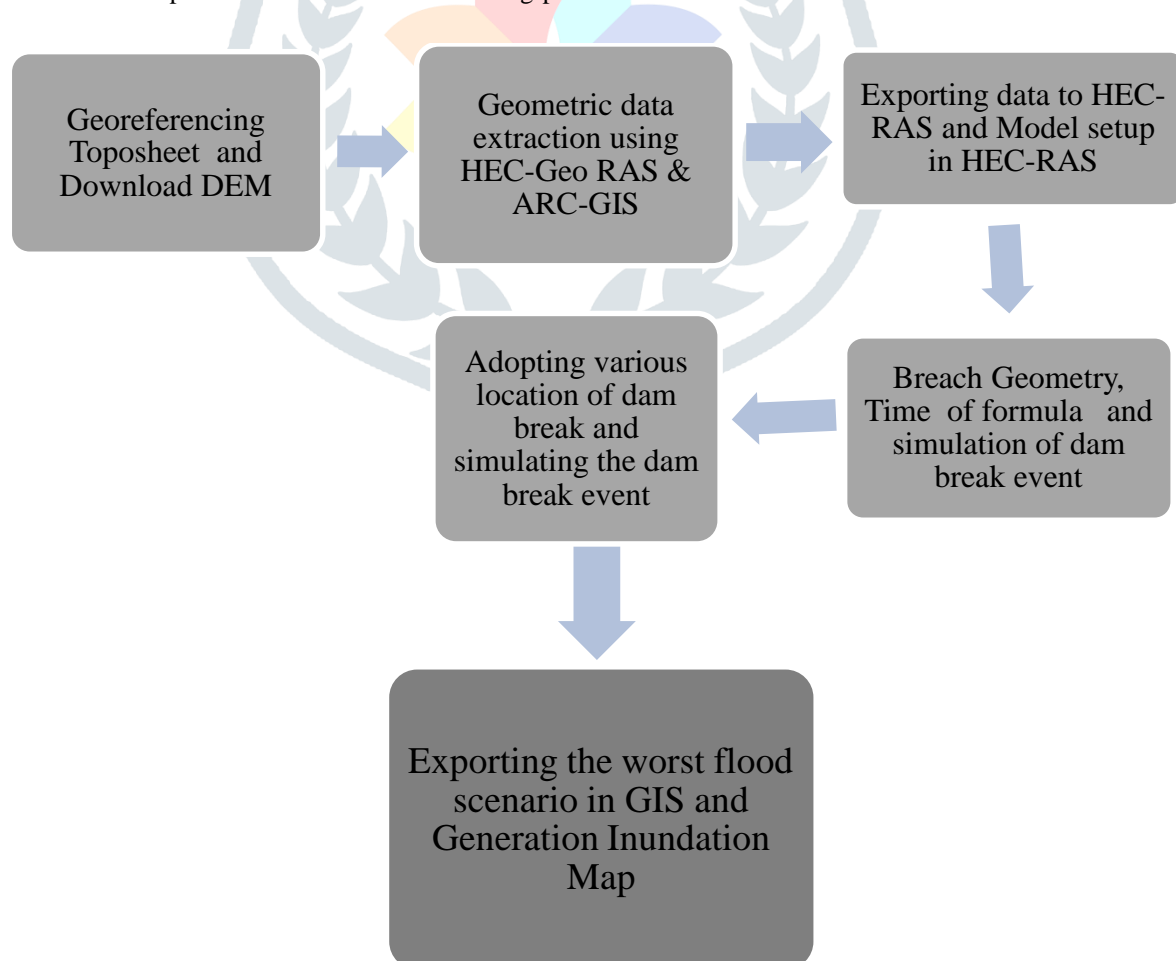 Georeferencing
Toposheet and
Download DEM
Geometric data
extraction using
HEC-Geo RAS &
ARC-GIS
Exporting data to HEC-
RAS and Model setup
in HEC-RAS
Breach Geometry,
Time of formula and
simulation of dam
break event
Adopting various
location of dam
break and
simulating the dam
break event
Exporting the worst flood
scenario in GIS and
Generation Inundation
Map